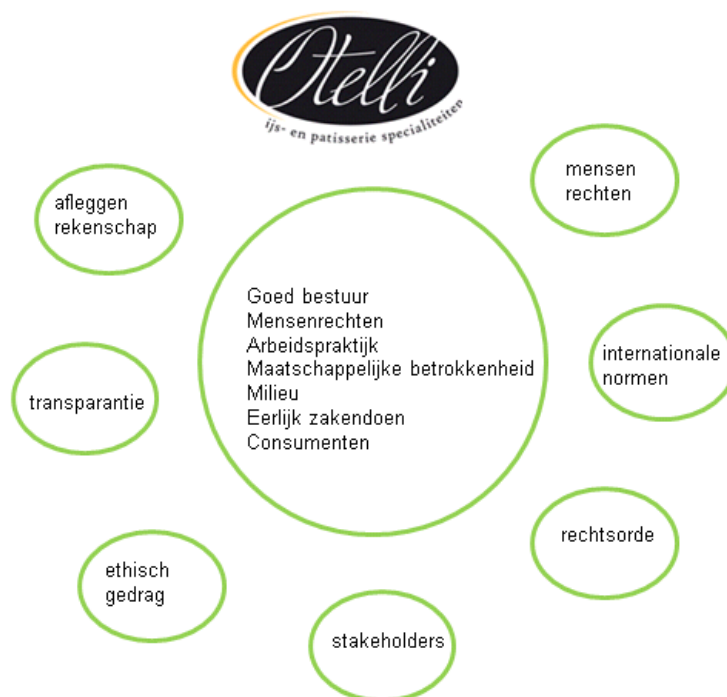 Otelli
ijs- en patisserie specialiteiten
mensen
rechten
afleggen
rekenschap
Goed bestuur
Mensenrechten
Arbeidspraktijk
Maatschappelijke betrokkenheid
Milieu
Eerlijk zakendoen
Consumenten
internationale
normen
transparantie
rechtsorde
ethisch
gedrag
stakeholders